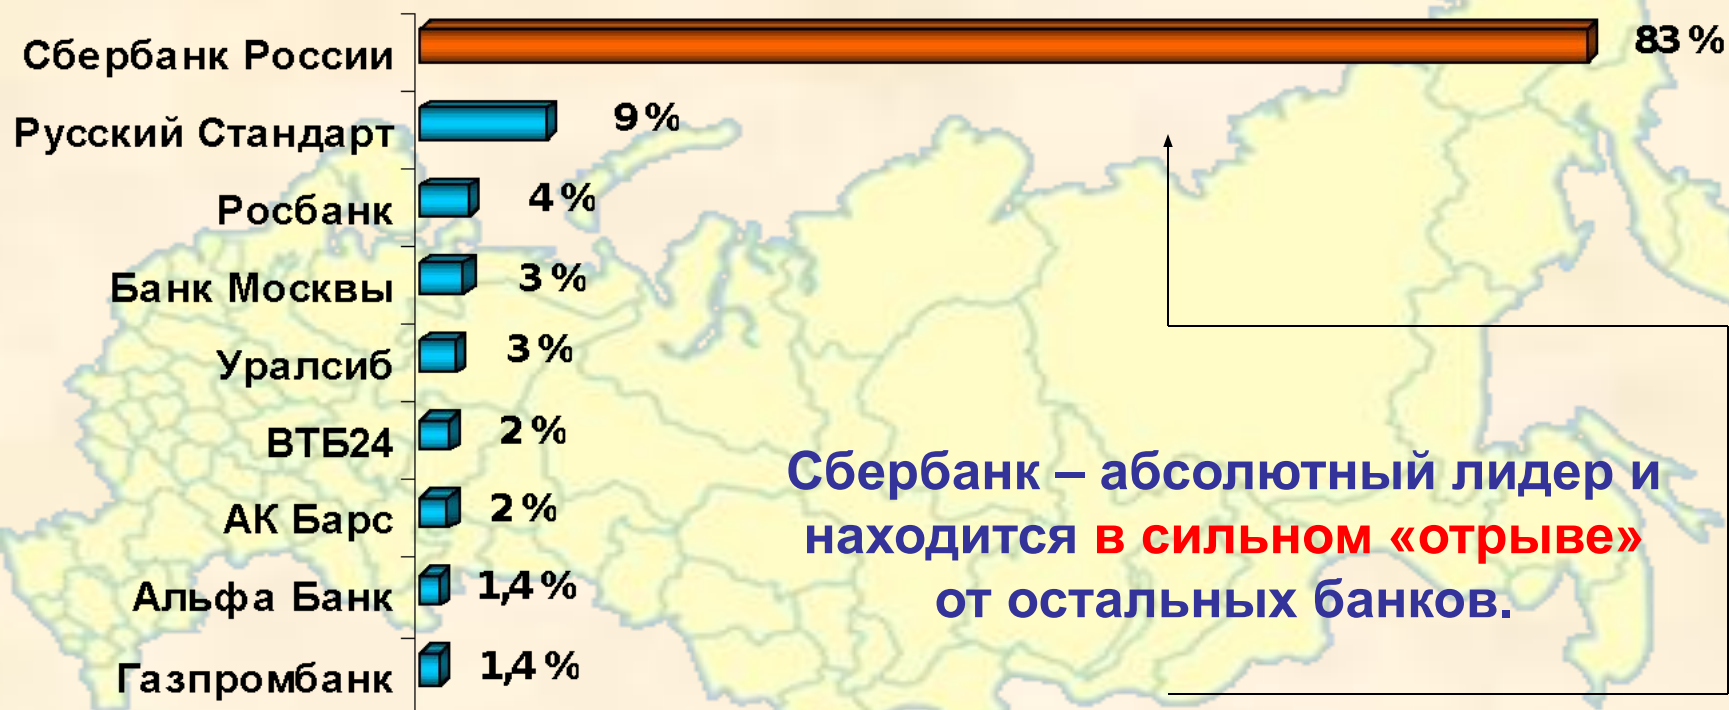 Сбербанк России 83 %
Русский Стандарт 9 %
Росбанк 4 %
Банк Москвы 3 %
Уралсиб 3 %
ВТБ24 2 %
АК Барс 2 %
Альфа Банк 1,4 %
Газпромбанк 1,4 %
Сбербанк – абсолютный лидер и
находится в сильном «отрыве»
от остальных банков.